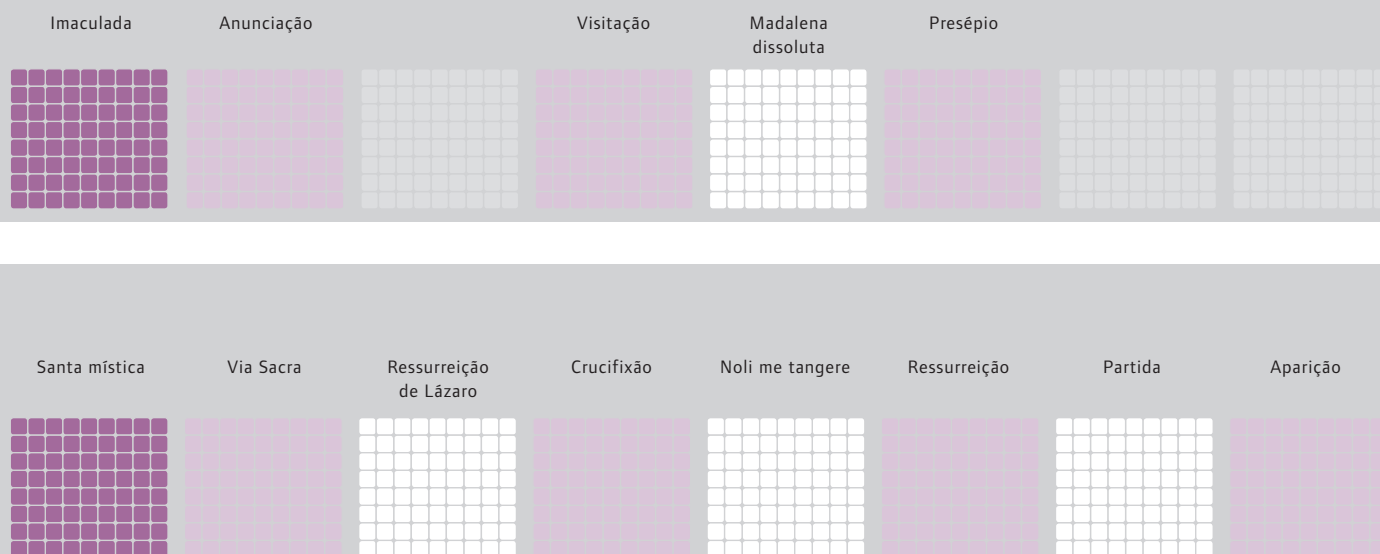 Imaculada
Anunciação
Visitação
Madalena
dissoluta
Presépio
Santa mística
Via Sacra
Ressurreição
de Lázaro
Crucifixão
Noli me tangere
Ressurreição
Partida
Aparição